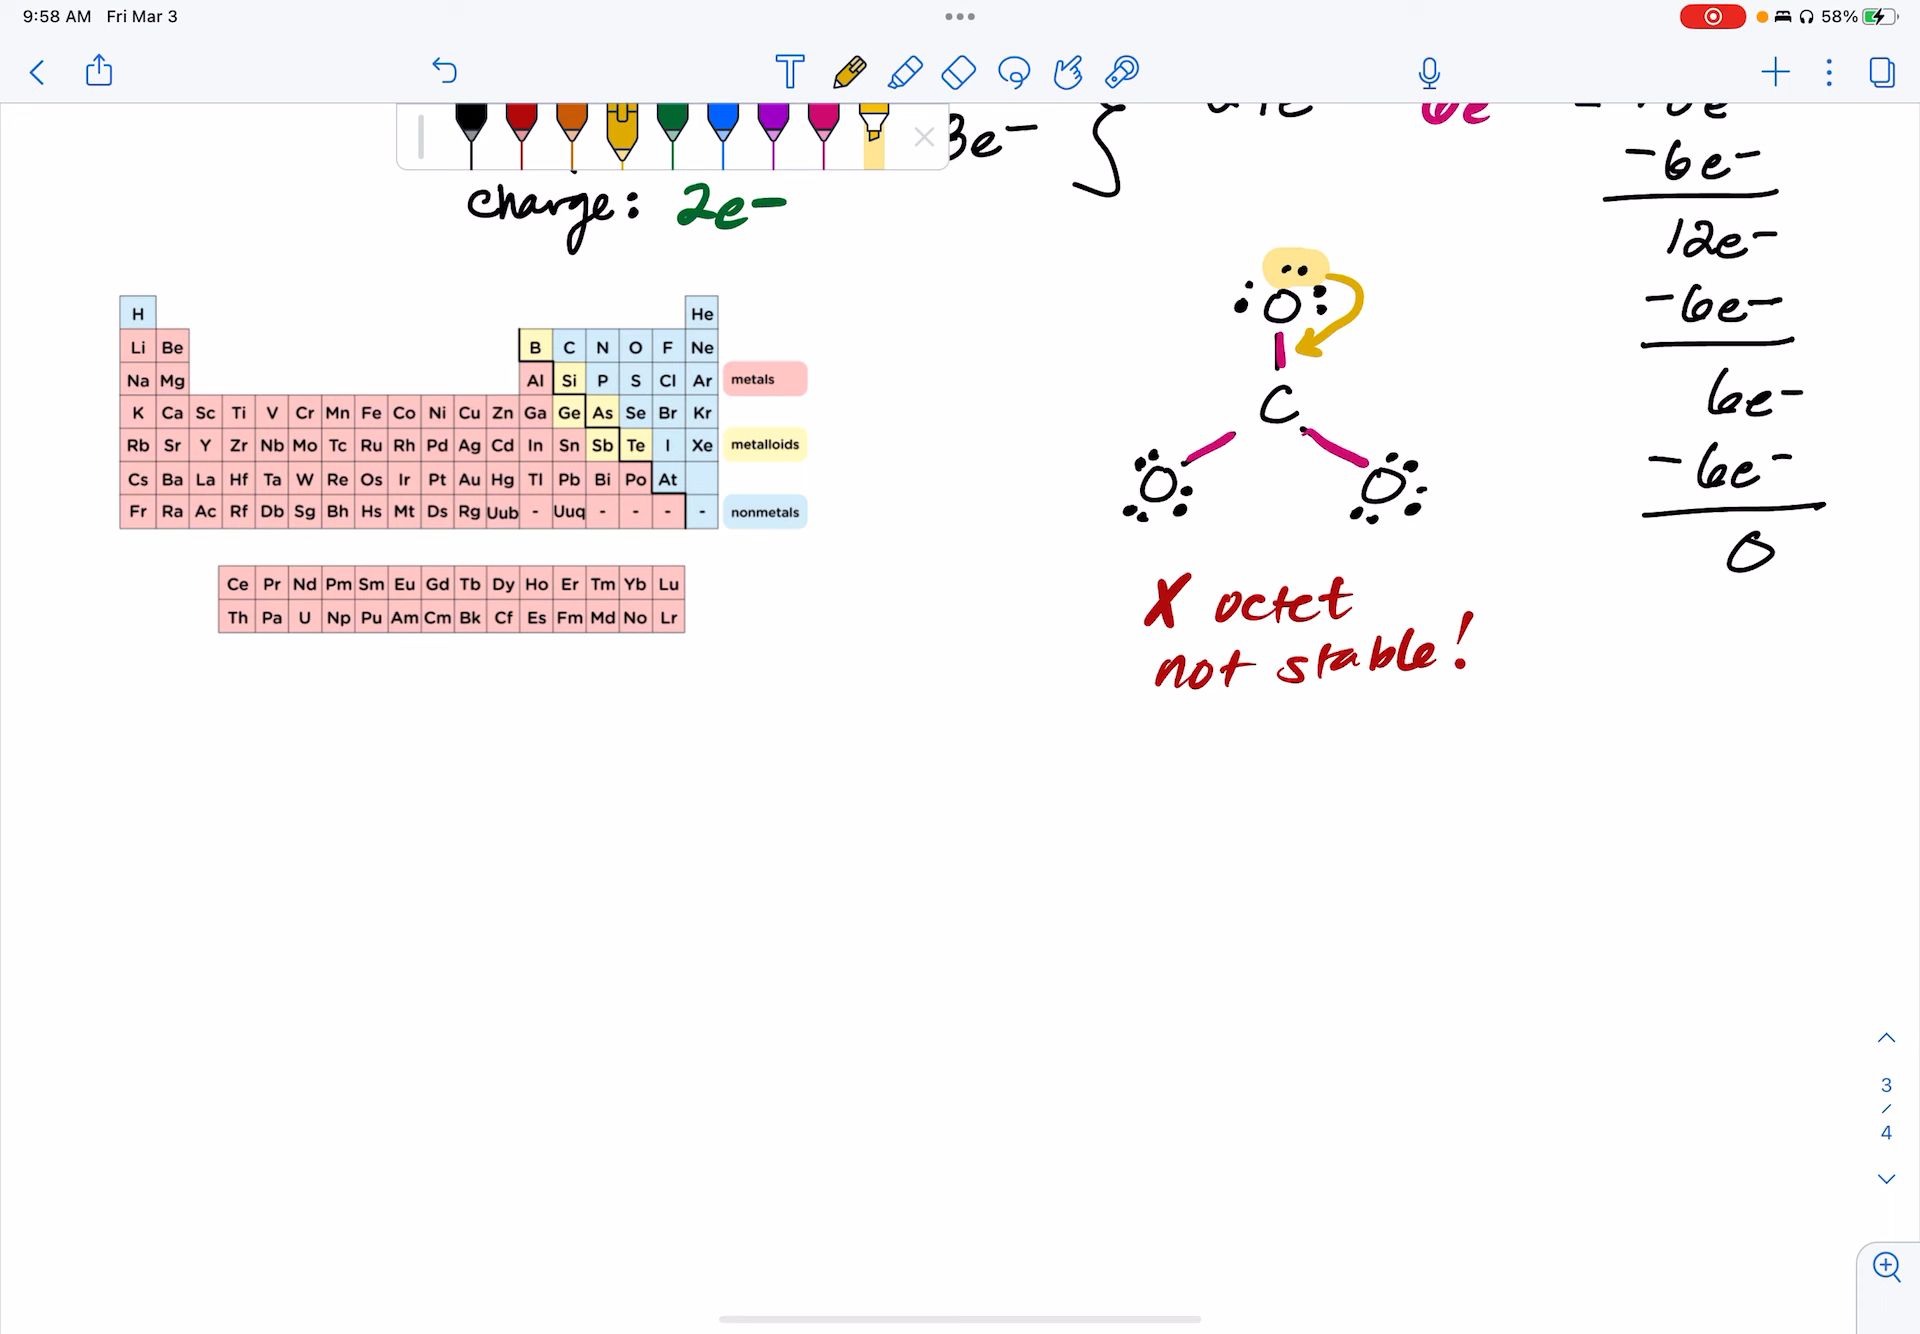 9:58 AM Fri Mar 3
58%
3e⁻
6e
-6e⁻
charge: 2e⁻
12e⁻
-6e⁻
6e⁻
-6e⁻
0
O
C
O O
X octet
not stable!
H He
Li Be B C N O F Ne
Na Mg Al Si P S Cl Ar metals
K Ca Sc Ti V Cr Mn Fe Co Ni Cu Zn Ga Ge As Se Br Kr
Rb Sr Y Zr Nb Mo Tc Ru Rh Pd Ag Cd In Sn Sb Te I Xe metalloids
Cs Ba La Hf Ta W Re Os Ir Pt Au Hg Tl Pb Bi Po At
Fr Ra Ac Rf Db Sg Bh Hs Mt Ds Rg Uub - Uuq - - - - nonmetals
Ce Pr Nd Pm Sm Eu Gd Tb Dy Ho Er Tm Yb Lu
Th Pa U Np Pu Am Cm Bk Cf Es Fm Md No Lr
3
/
4